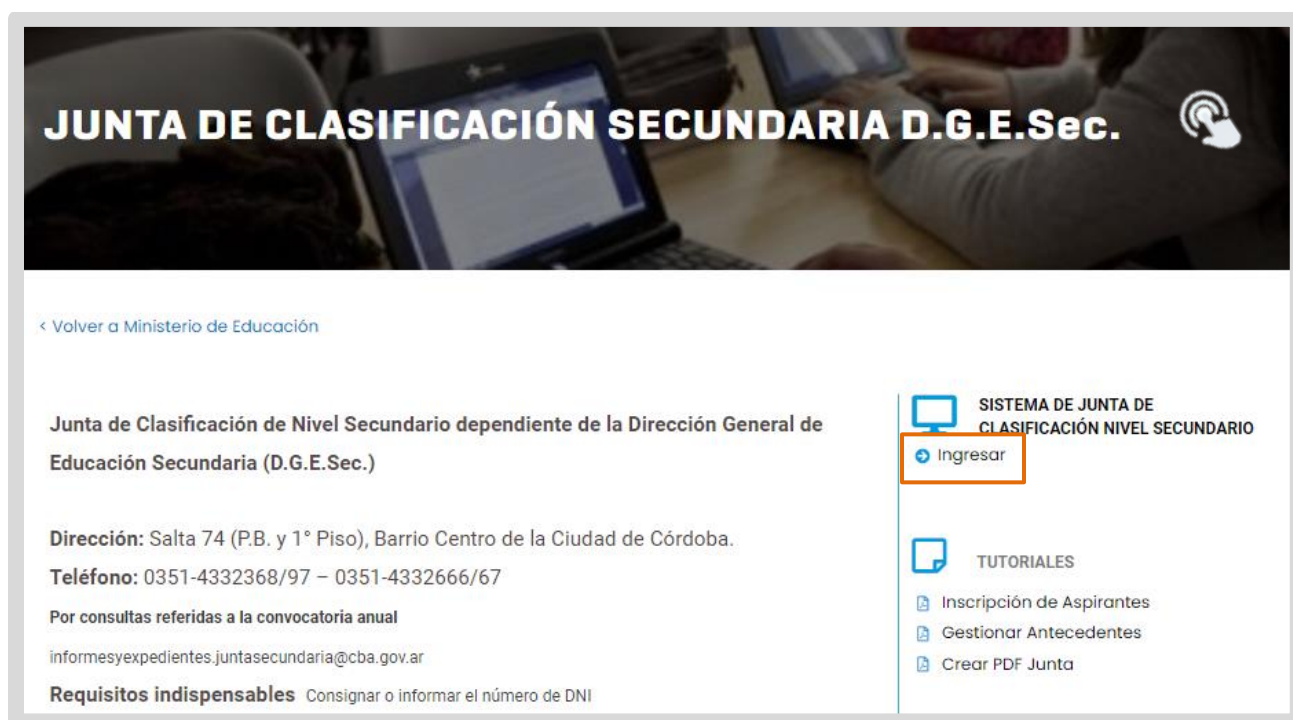 JUNTA DE CLASIFICACIÓN SECUNDARIA D.G.E.Sec.
< Volver a Ministerio de Educación
Junta de Clasificación de Nivel Secundario dependiente de la Dirección General de
Educación Secundaria (D.G.E.Sec.)
Dirección: Salta 74 (P.B. y 1° Piso), Barrio Centro de la Ciudad de Córdoba.
Teléfono: 0351-4332368/97 – 0351-4332666/67
Por consultas referidas a la convocatoria anual
informesyexpedientes.juntasecundaria@cba.gov.ar
Requisitos indispensables Consignar o informar el número de DNI
SISTEMA DE JUNTA DE
CLASIFICACIÓN NIVEL SECUNDARIO
Ingresar
TUTORIALES
Inscripción de Aspirantes
Gestionar Antecedentes
Crear PDF Junta